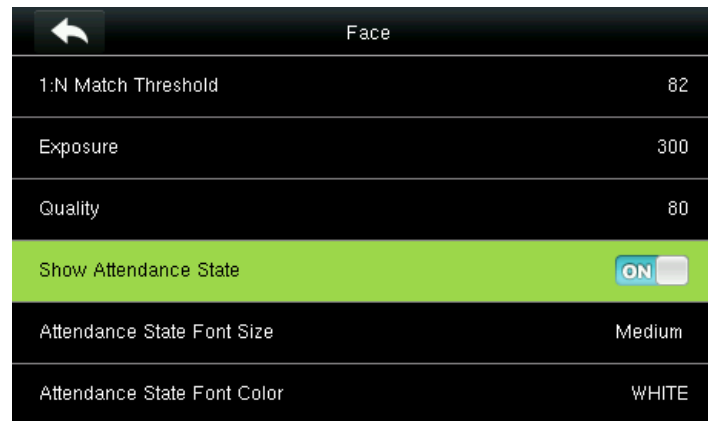 Face
1:N Match Threshold 82
Exposure 300
Quality 80
Show Attendance State ON
Attendance State Font Size Medium
Attendance State Font Color WHITE